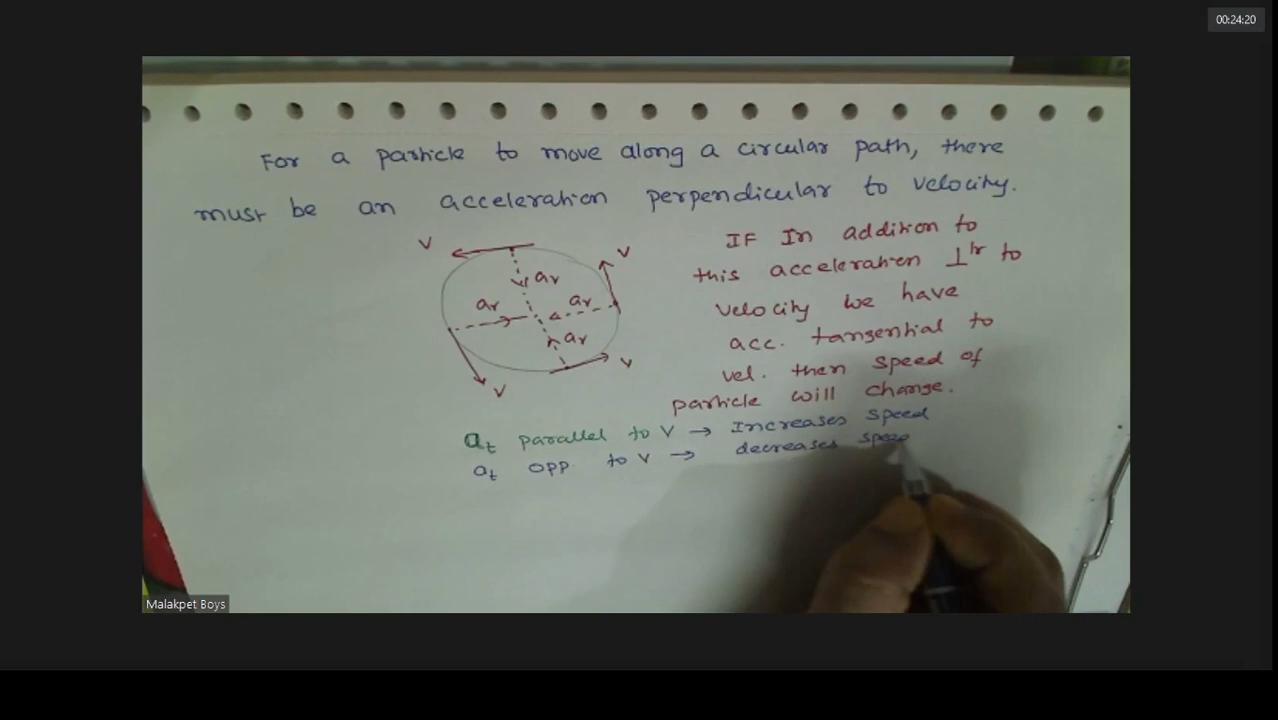 00:24:20
For a particle to move along a circular path, there
must be an acceleration perpendicular to velocity.
IF In addition to
this acceleration ⊥lr to
velocity we have
acc. tangential to
vel. then speed of
particle will change.
V
V
ar
ar
ar
ar
V
V
at parallel to V → Increases speed
at opp. to V → decreases speed
Malakpet Boys